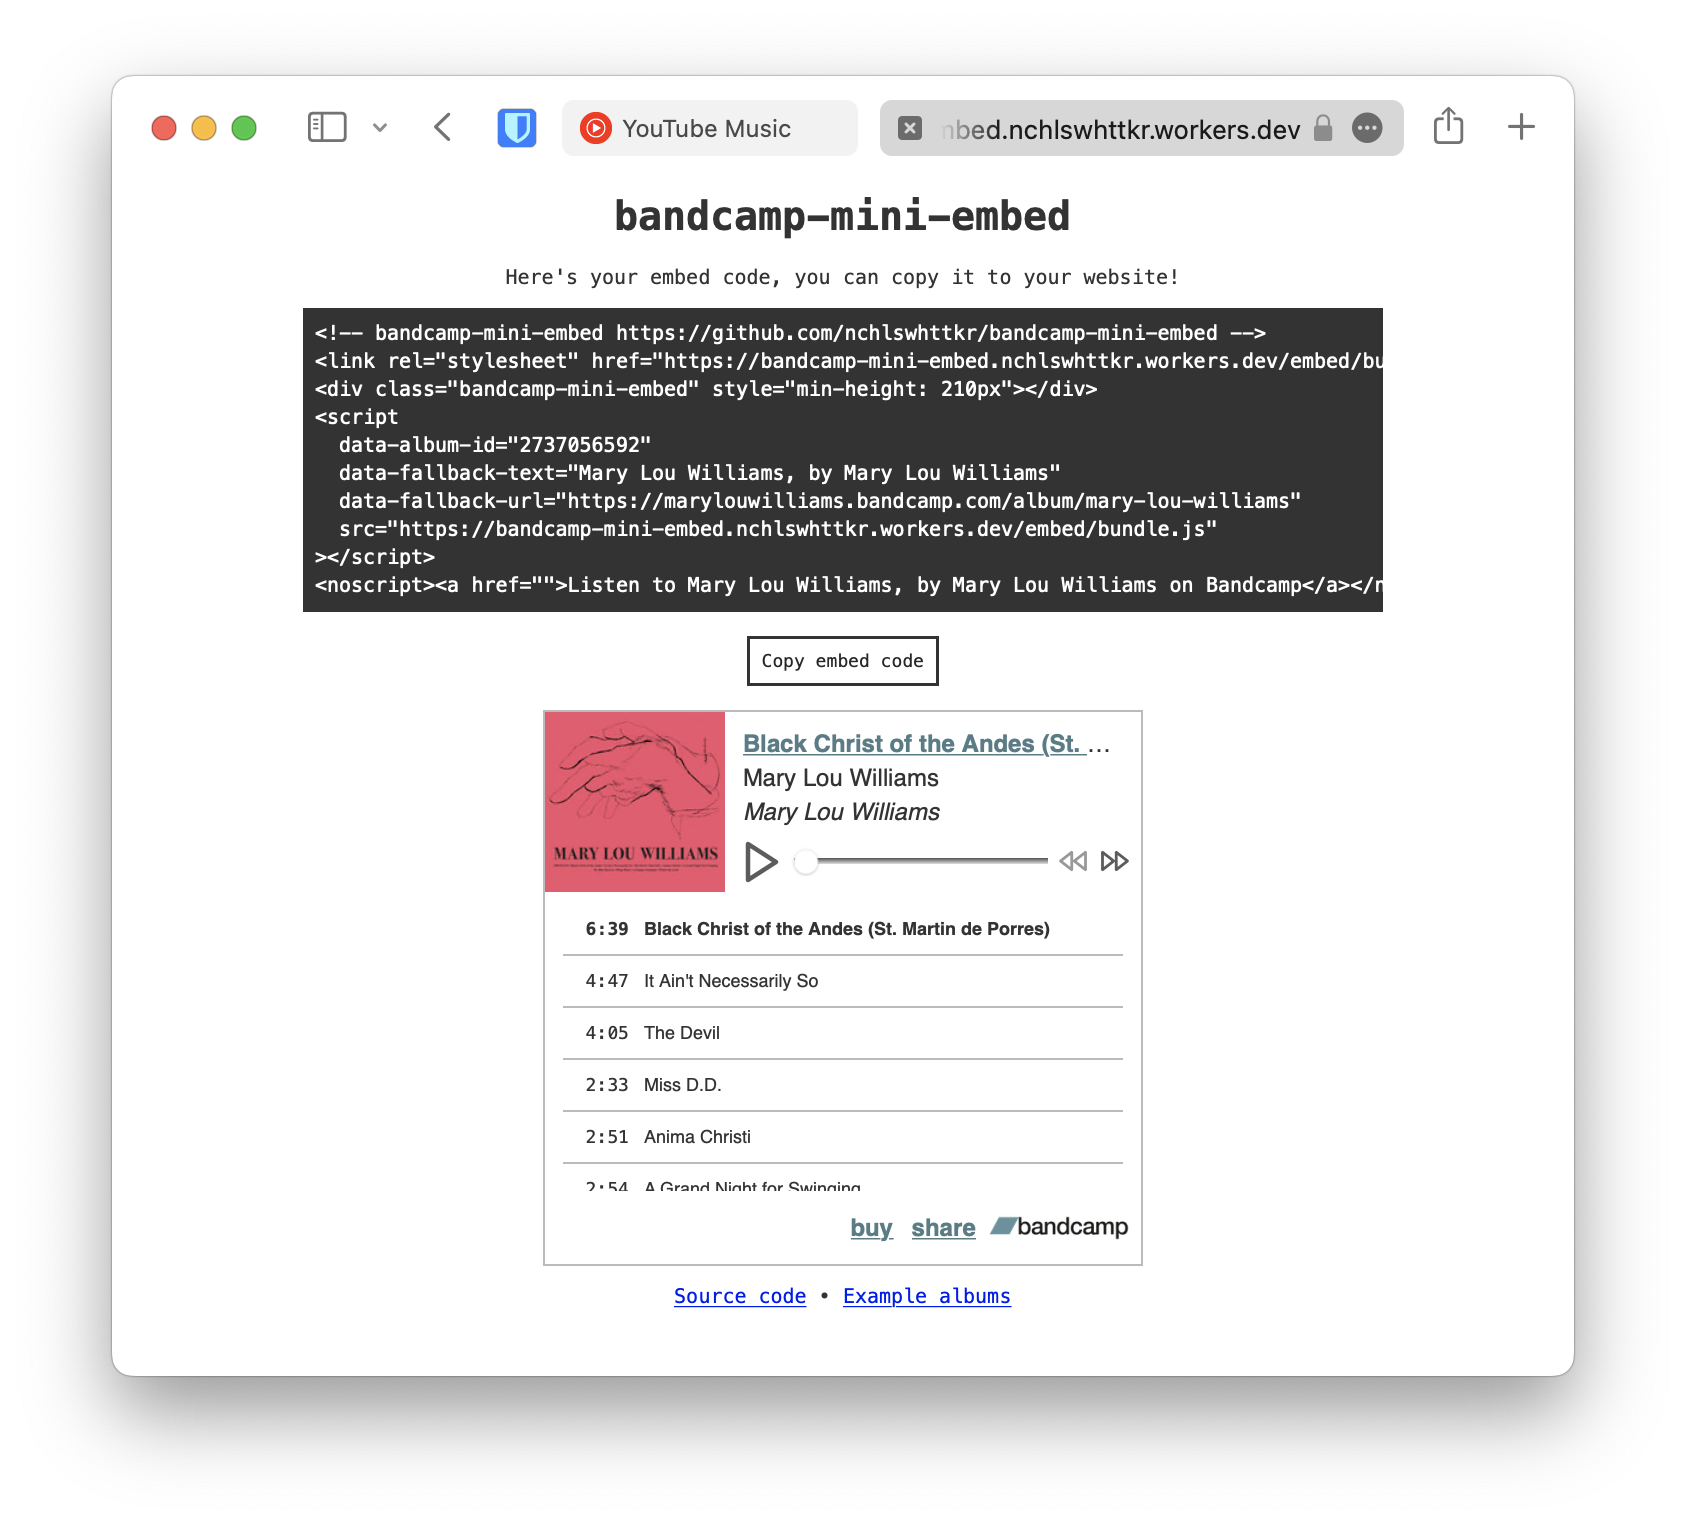 YouTube Music
mbed.nchlswhttkr.workers.dev
bandcamp-mini-embed
Here's your embed code, you can copy it to your website!
<!-- bandcamp-mini-embed https://github.com/nchlswhttkr/bandcamp-mini-embed -->
<link rel="stylesheet" href="https://bandcamp-mini-embed.nchlswhttkr.workers.dev/embed/bu
<div class="bandcamp-mini-embed" style="min-height: 210px"></div>
<script
data-album-id="2737056592"
data-fallback-text="Mary Lou Williams, by Mary Lou Williams"
data-fallback-url="https://marylouwilliams.bandcamp.com/album/mary-lou-williams"
src="https://bandcamp-mini-embed.nchlswhttkr.workers.dev/embed/bundle.js"
></script>
<noscript><a href="">Listen to Mary Lou Williams, by Mary Lou Williams on Bandcamp</a></n
Copy embed code
MARY LOU WILLIAMS
Black Christ of the Andes (St. ...
Mary Lou Williams
Mary Lou Williams
6:39 Black Christ of the Andes (St. Martin de Porres)
4:47 It Ain't Necessarily So
4:05 The Devil
2:33 Miss D.D.
2:51 Anima Christi
2:54 A Grand Night for Swinging
buy share bandcamp
Source code • Example albums